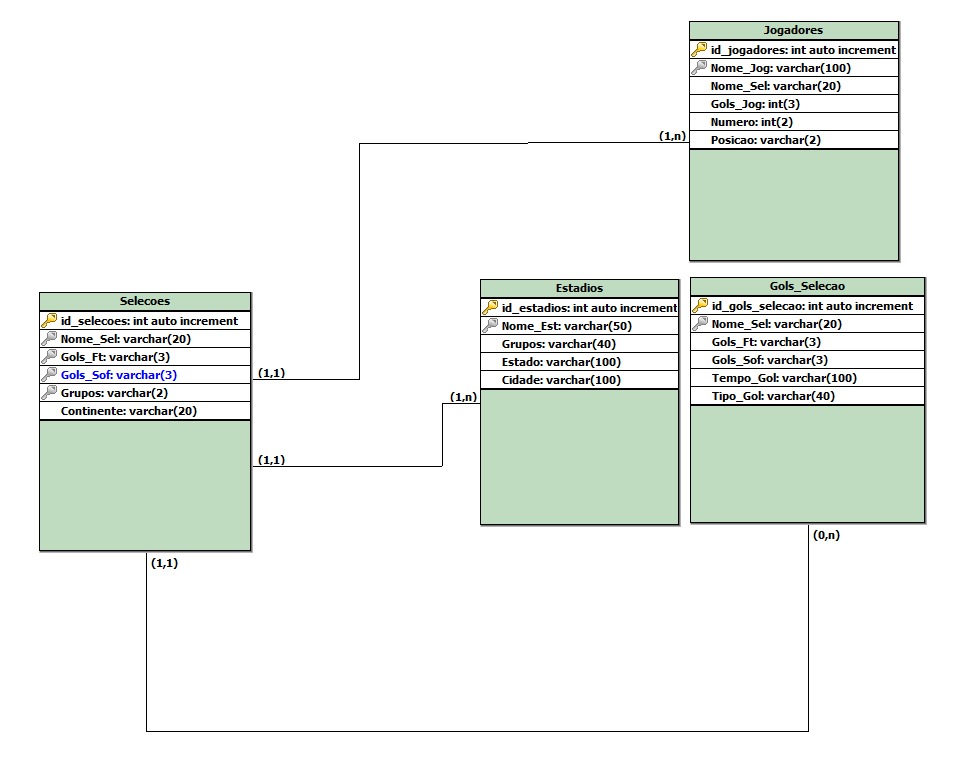 Jogadores
id_jogadores: int auto increment
Nome_Jog: varchar(100)
Nome_Sel: varchar(20)
Gols_Jog: int(3)
Numero: int(2)
Posicao: varchar(2)
(1,n)
Selecoes
id_selecoes: int auto increment
Nome_Sel: varchar(20)
Gols_Ft: varchar(3)
Gols_Sof: varchar(3)
Grupos: varchar(2)
Continente: varchar(20)
(1,1)
(1,1)
(1,1)
Estadios
id_estadios: int auto increment
Nome_Est: varchar(50)
Grupos: varchar(40)
Estado: varchar(100)
Cidade: varchar(100)
(1,n)
Gols_Selecao
id_gols_selecao: int auto increment
Nome_Sel: varchar(20)
Gols_Ft: varchar(3)
Gols_Sof: varchar(3)
Tempo_Gol: varchar(100)
Tipo_Gol: varchar(40)
(0,n)